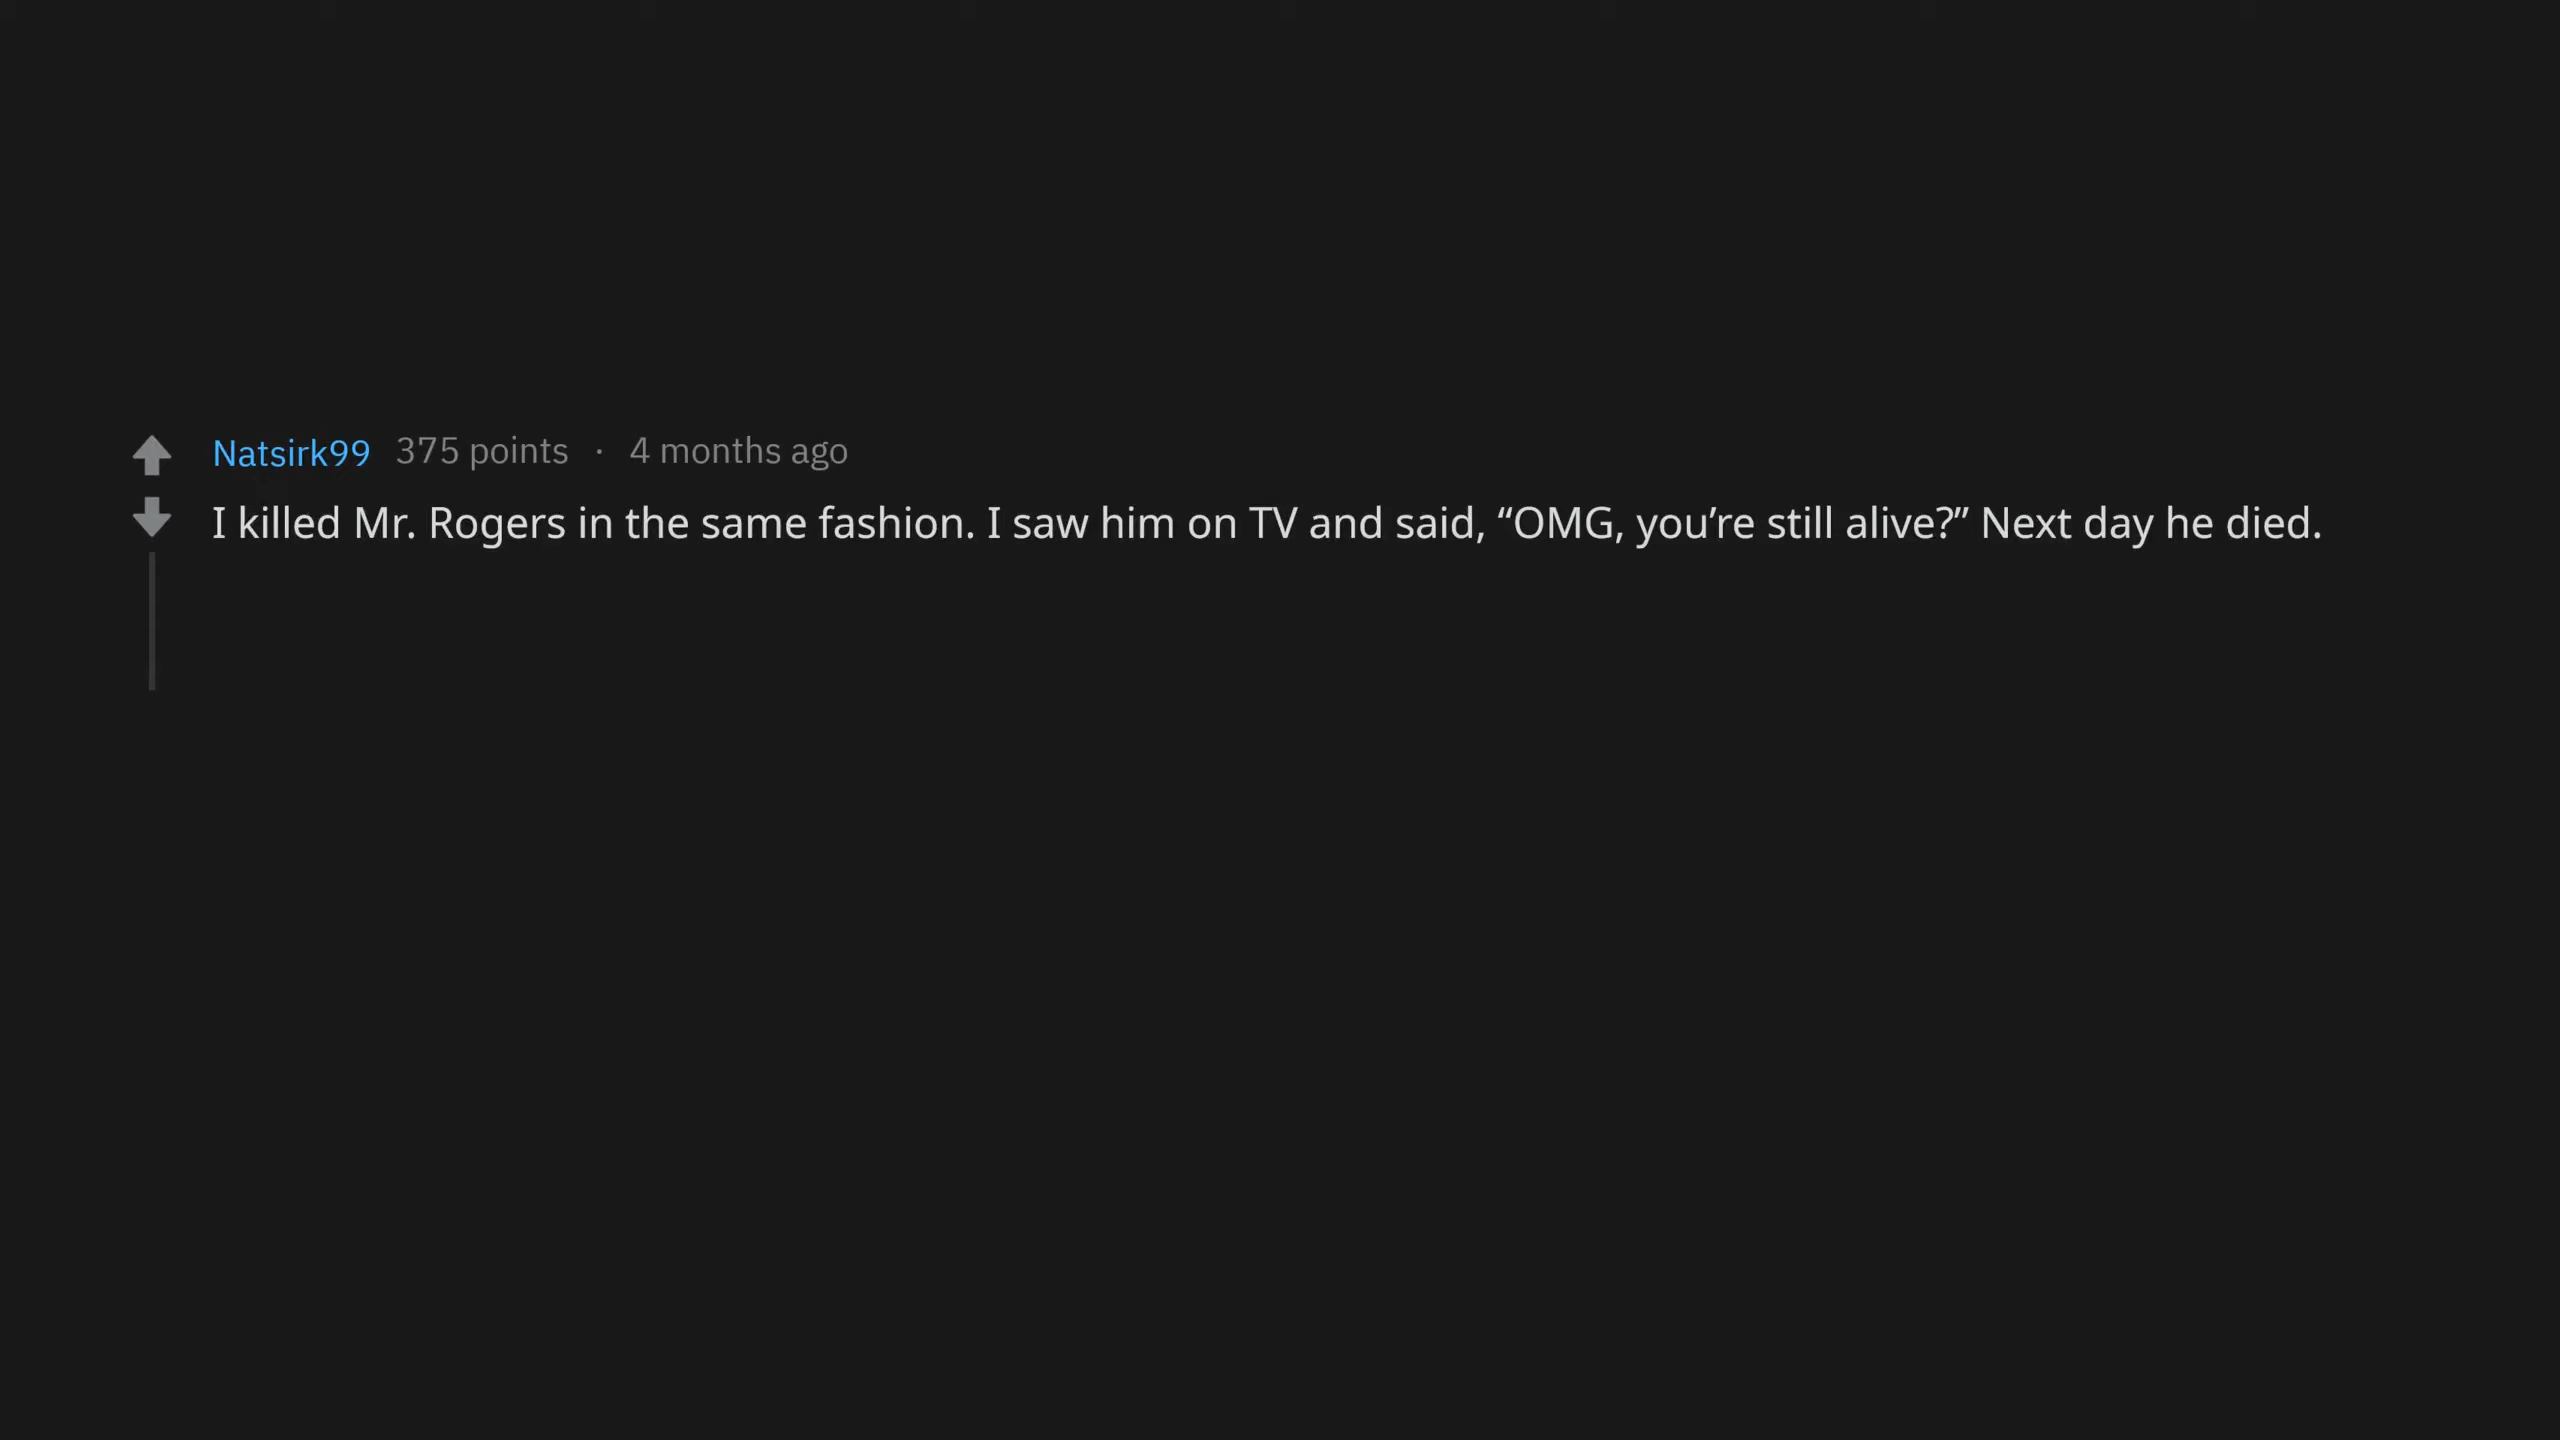 Natsirk99 375 points · 4 months ago
I killed Mr. Rogers in the same fashion. I saw him on TV and said, “OMG, you’re still alive?” Next day he died.